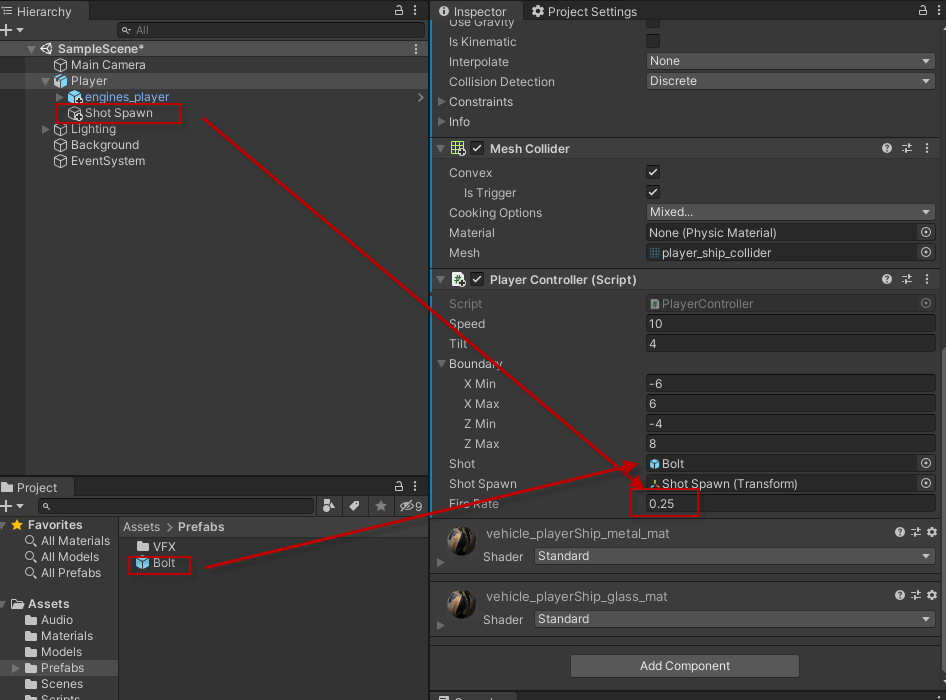 Hierarchy
All
SampleScene*
Main Camera
Player
engines_player
Shot Spawn
Lighting
Background
EventSystem
Project
9
Favorites
All Materials
All Models
All Prefabs
Assets
Audio
Materials
Models
Prefabs
Scenes
Scripts
Assets > Prefabs
VFX
Bolt
Inspector
Project Settings
Use Gravity
Is Kinematic
Interpolate None
Collision Detection Discrete
Constraints
Info
Mesh Collider
Convex
Is Trigger
Cooking Options Mixed...
Material None (Physic Material)
Mesh player_ship_collider
Player Controller (Script)
Script PlayerController
Speed 10
Tilt 4
Boundary
X Min -6
X Max 6
Z Min -4
Z Max 8
Shot Bolt
Shot Spawn Shot Spawn (Transform)
Fire Rate 0.25
vehicle_playerShip_metal_mat
Shader Standard
vehicle_playerShip_glass_mat
Shader Standard
Add Component